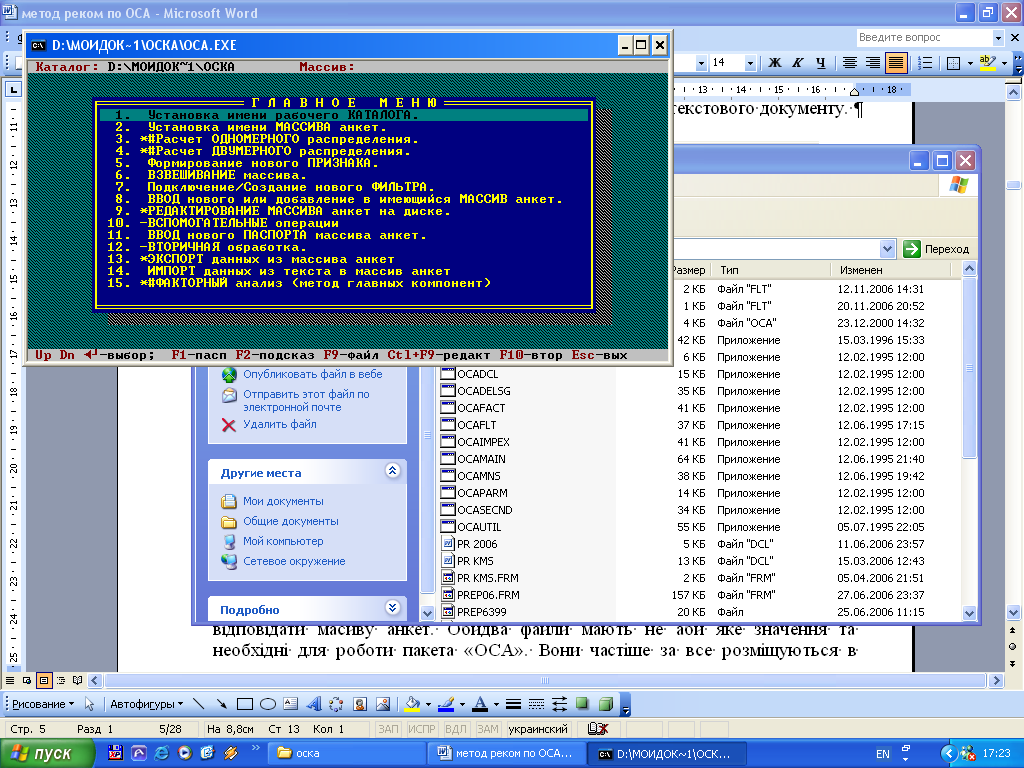 метод реком по ОСА - Microsoft Word
Введите вопрос
14 Ж К Ч
D:\МОИДОК~1\ОСКА\OCA.EXE
Каталог: D:\МОИДОК~1\ОСКА Массив:
ГЛАВНОЕ МЕНЮ
1. Установка имени рабочего КАТАЛОГА.
2. Установка имени МАССИВА анкет.
3. *#Расчет ОДНОМЕРНОГО распределения.
4. *#Расчет ДВУМЕРНОГО распределения.
5. Формирование нового ПРИЗНАКА.
6. ВЗВЕШИВАНИЕ массива.
7. Подключение/Создание нового ФИЛЬТРА.
8. ВВОД нового или добавление в имеющийся МАССИВ анкет.
9. *РЕДАКТИРОВАНИЕ МАССИВА анкет на диске.
10. -ВСПОМОГАТЕЛЬНЫЕ операции
11. ВВОД нового ПАСПОРТА массива анкет.
12. -ВТОРИЧНАЯ обработка.
13. *ЭКСПОРТ данных из массива анкет
14. ИМПОРТ данных из текста в массив анкет
15. *#ФАКТОРНЫЙ анализ (метод главных компонент)
Up Dn ◄┘-выбор; F1-пасп F2-подсказ F9-файл Ctl+F9-редакт F10-втор Esc-вых
текстового документу. ¶
Переход
Размер Тип Изменен
2 КБ Файл "FLT" 12.11.2006 14:31
1 КБ Файл "FLT" 20.11.2006 20:52
4 КБ Файл "OCA" 23.12.2000 14:32
42 КБ Приложение 15.03.1996 15:33
6 КБ Приложение 12.02.1995 12:00
OCADCL 15 КБ Приложение 12.02.1995 12:00
OCADELSG 35 КБ Приложение 12.02.1995 12:00
OCAFACT 41 КБ Приложение 12.02.1995 12:00
OCAFLT 37 КБ Приложение 12.06.1995 17:15
OCAIMPEX 41 КБ Приложение 12.02.1995 12:00
OCAMAIN 64 КБ Приложение 12.06.1995 21:40
OCAMNS 38 КБ Приложение 12.06.1995 19:42
OCAPARM 14 КБ Приложение 12.02.1995 12:00
OCASECND 34 КБ Приложение 12.02.1995 12:00
OCAUTIL 55 КБ Приложение 05.07.1995 22:05
PR 2006 5 КБ Файл "DCL" 11.06.2006 23:57
PR KMS 13 КБ Файл "DCL" 15.03.2006 12:43
PR KMS.FRM 2 КБ Файл "FRM" 05.04.2006 21:51
PREP06.FRM 157 КБ Файл "FRM" 27.06.2006 23:37
PREP6399 20 КБ Файл 25.06.2006 11:15
Опубликовать файл в вебе
Отправить этот файл по
электронной почте
Удалить файл
Другие места
Мои документы
Общие документы
Мой компьютер
Сетевое окружение
Подробно
відповідати масиву анкет. Обидва файли мають не аби яке значення та
необхідні для роботи пакета «ОСА». Вони частіше за все розміщуються в
Рисование Автофигуры
Стр. 5 Разд 1 5/28 На 8,8см Ст 13 Кол 1 ЗАП ИСПР ВДЛ ЗАМ украинский
пуск оска метод реком по ОСА... D:\МОИДОК~1\ОСК... EN 17:23